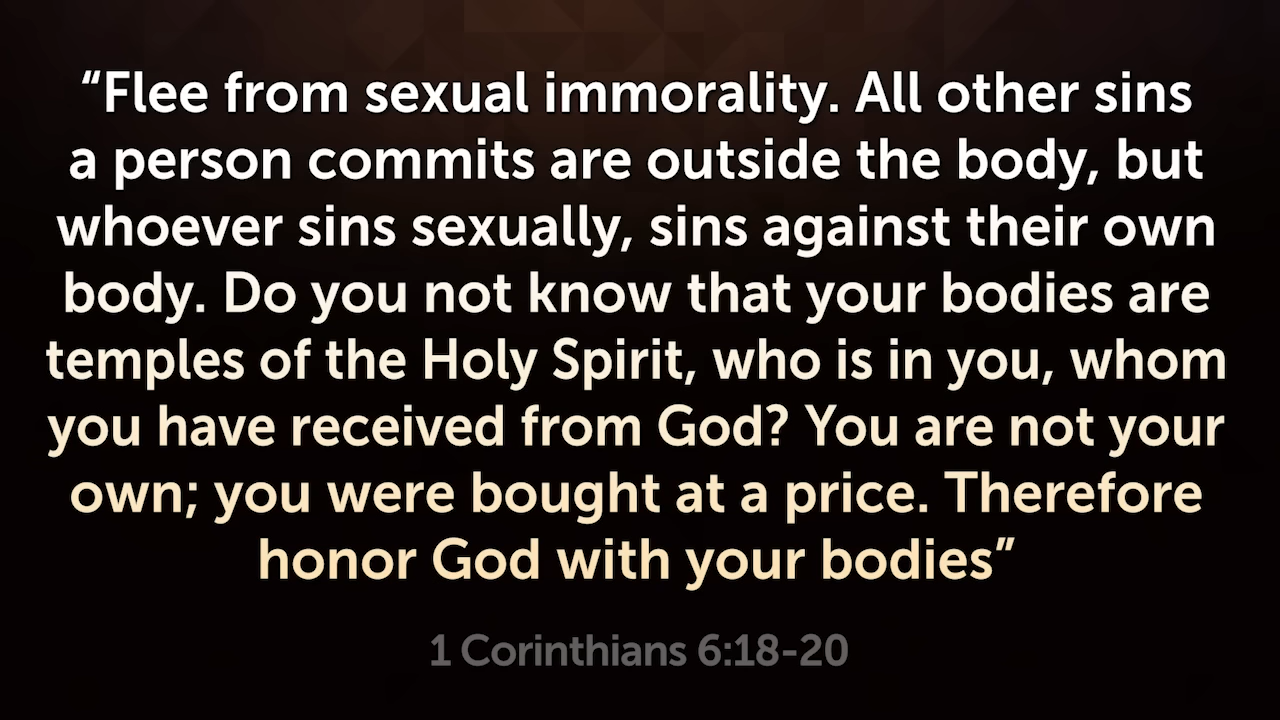 “Flee from sexual immorality. All other sins
a person commits are outside the body, but
whoever sins sexually, sins against their own
body. Do you not know that your bodies are
temples of the Holy Spirit, who is in you, whom
you have received from God? You are not your
own; you were bought at a price. Therefore
honor God with your bodies”
1 Corinthians 6:18-20